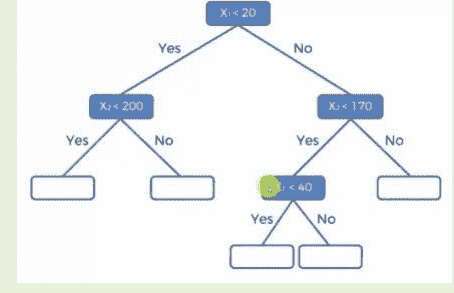 X₁ < 20
Yes
No
X₂ < 200
X₂ < 170
Yes
No
Yes
No
< 40
Yes
No